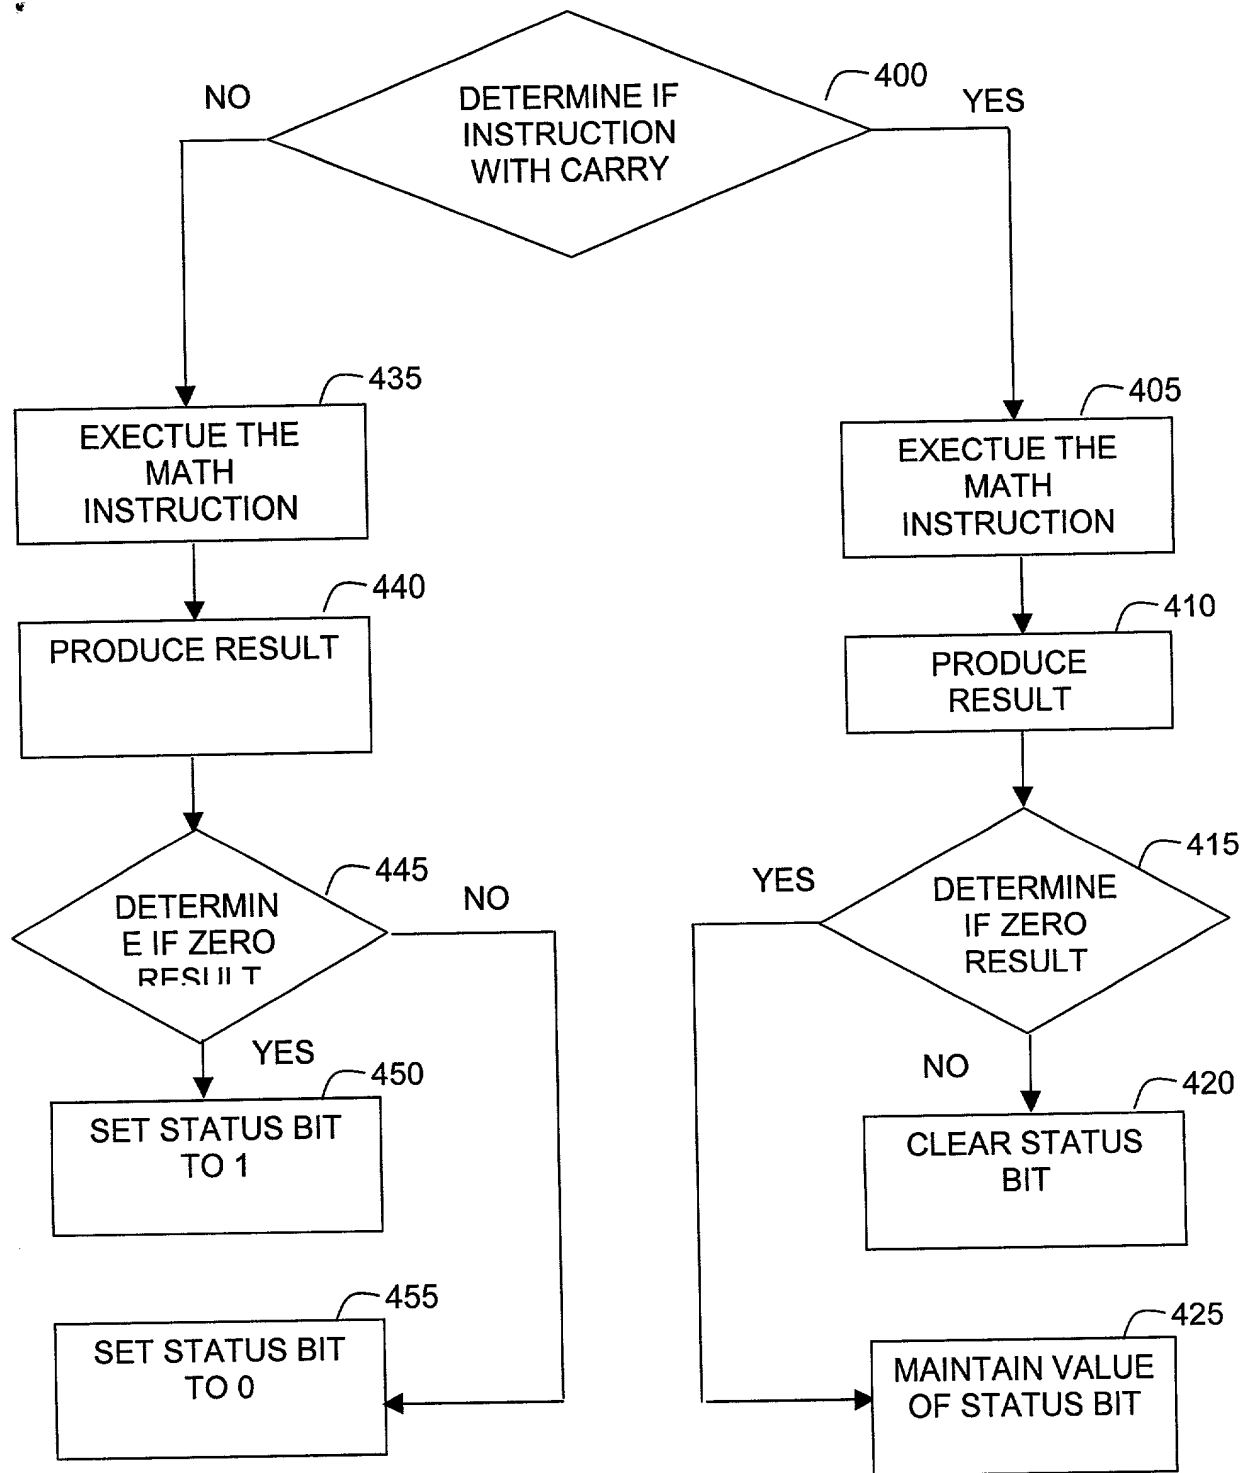 NO
DETERMINE IF
INSTRUCTION
WITH CARRY
400
YES
435
EXECTUE THE
MATH
INSTRUCTION
440
PRODUCE RESULT
445
DETERMIN
E IF ZERO
RESULT
NO
YES
450
SET STATUS BIT
TO 1
455
SET STATUS BIT
TO 0
405
EXECTUE THE
MATH
INSTRUCTION
410
PRODUCE
RESULT
415
YES
DETERMINE
IF ZERO
RESULT
NO
420
CLEAR STATUS
BIT
425
MAINTAIN VALUE
OF STATUS BIT